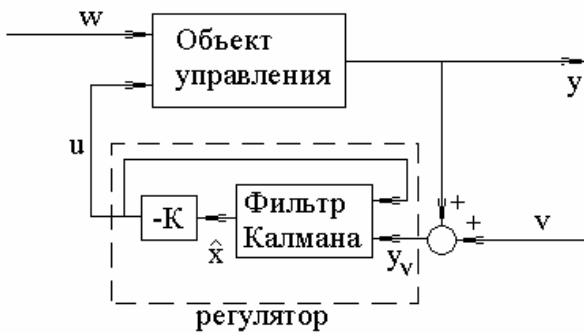 w
Объект
управления
y
u
-К
Фильтр
Калмана
x̂
+
+
v
yv
регулятор